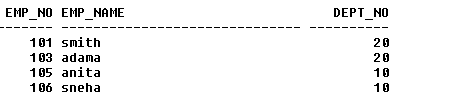 EMP_NO EMP_NAME DEPT_NO
------- ------------------------------ ----------
101 smith 20
103 adama 20
105 anita 10
106 sneha 10